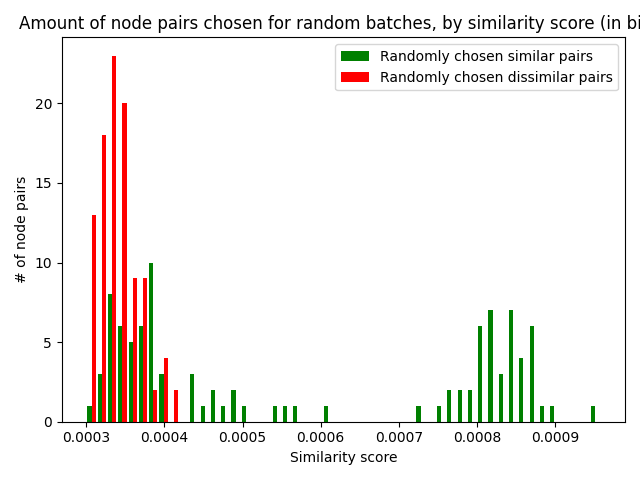 Amount of node pairs chosen for random batches, by similarity score (in bi
Randomly chosen similar pairs
Randomly chosen dissimilar pairs
# of node pairs
20
15
10
5
0
0.0003 0.0004 0.0005 0.0006 0.0007 0.0008 0.0009
Similarity score